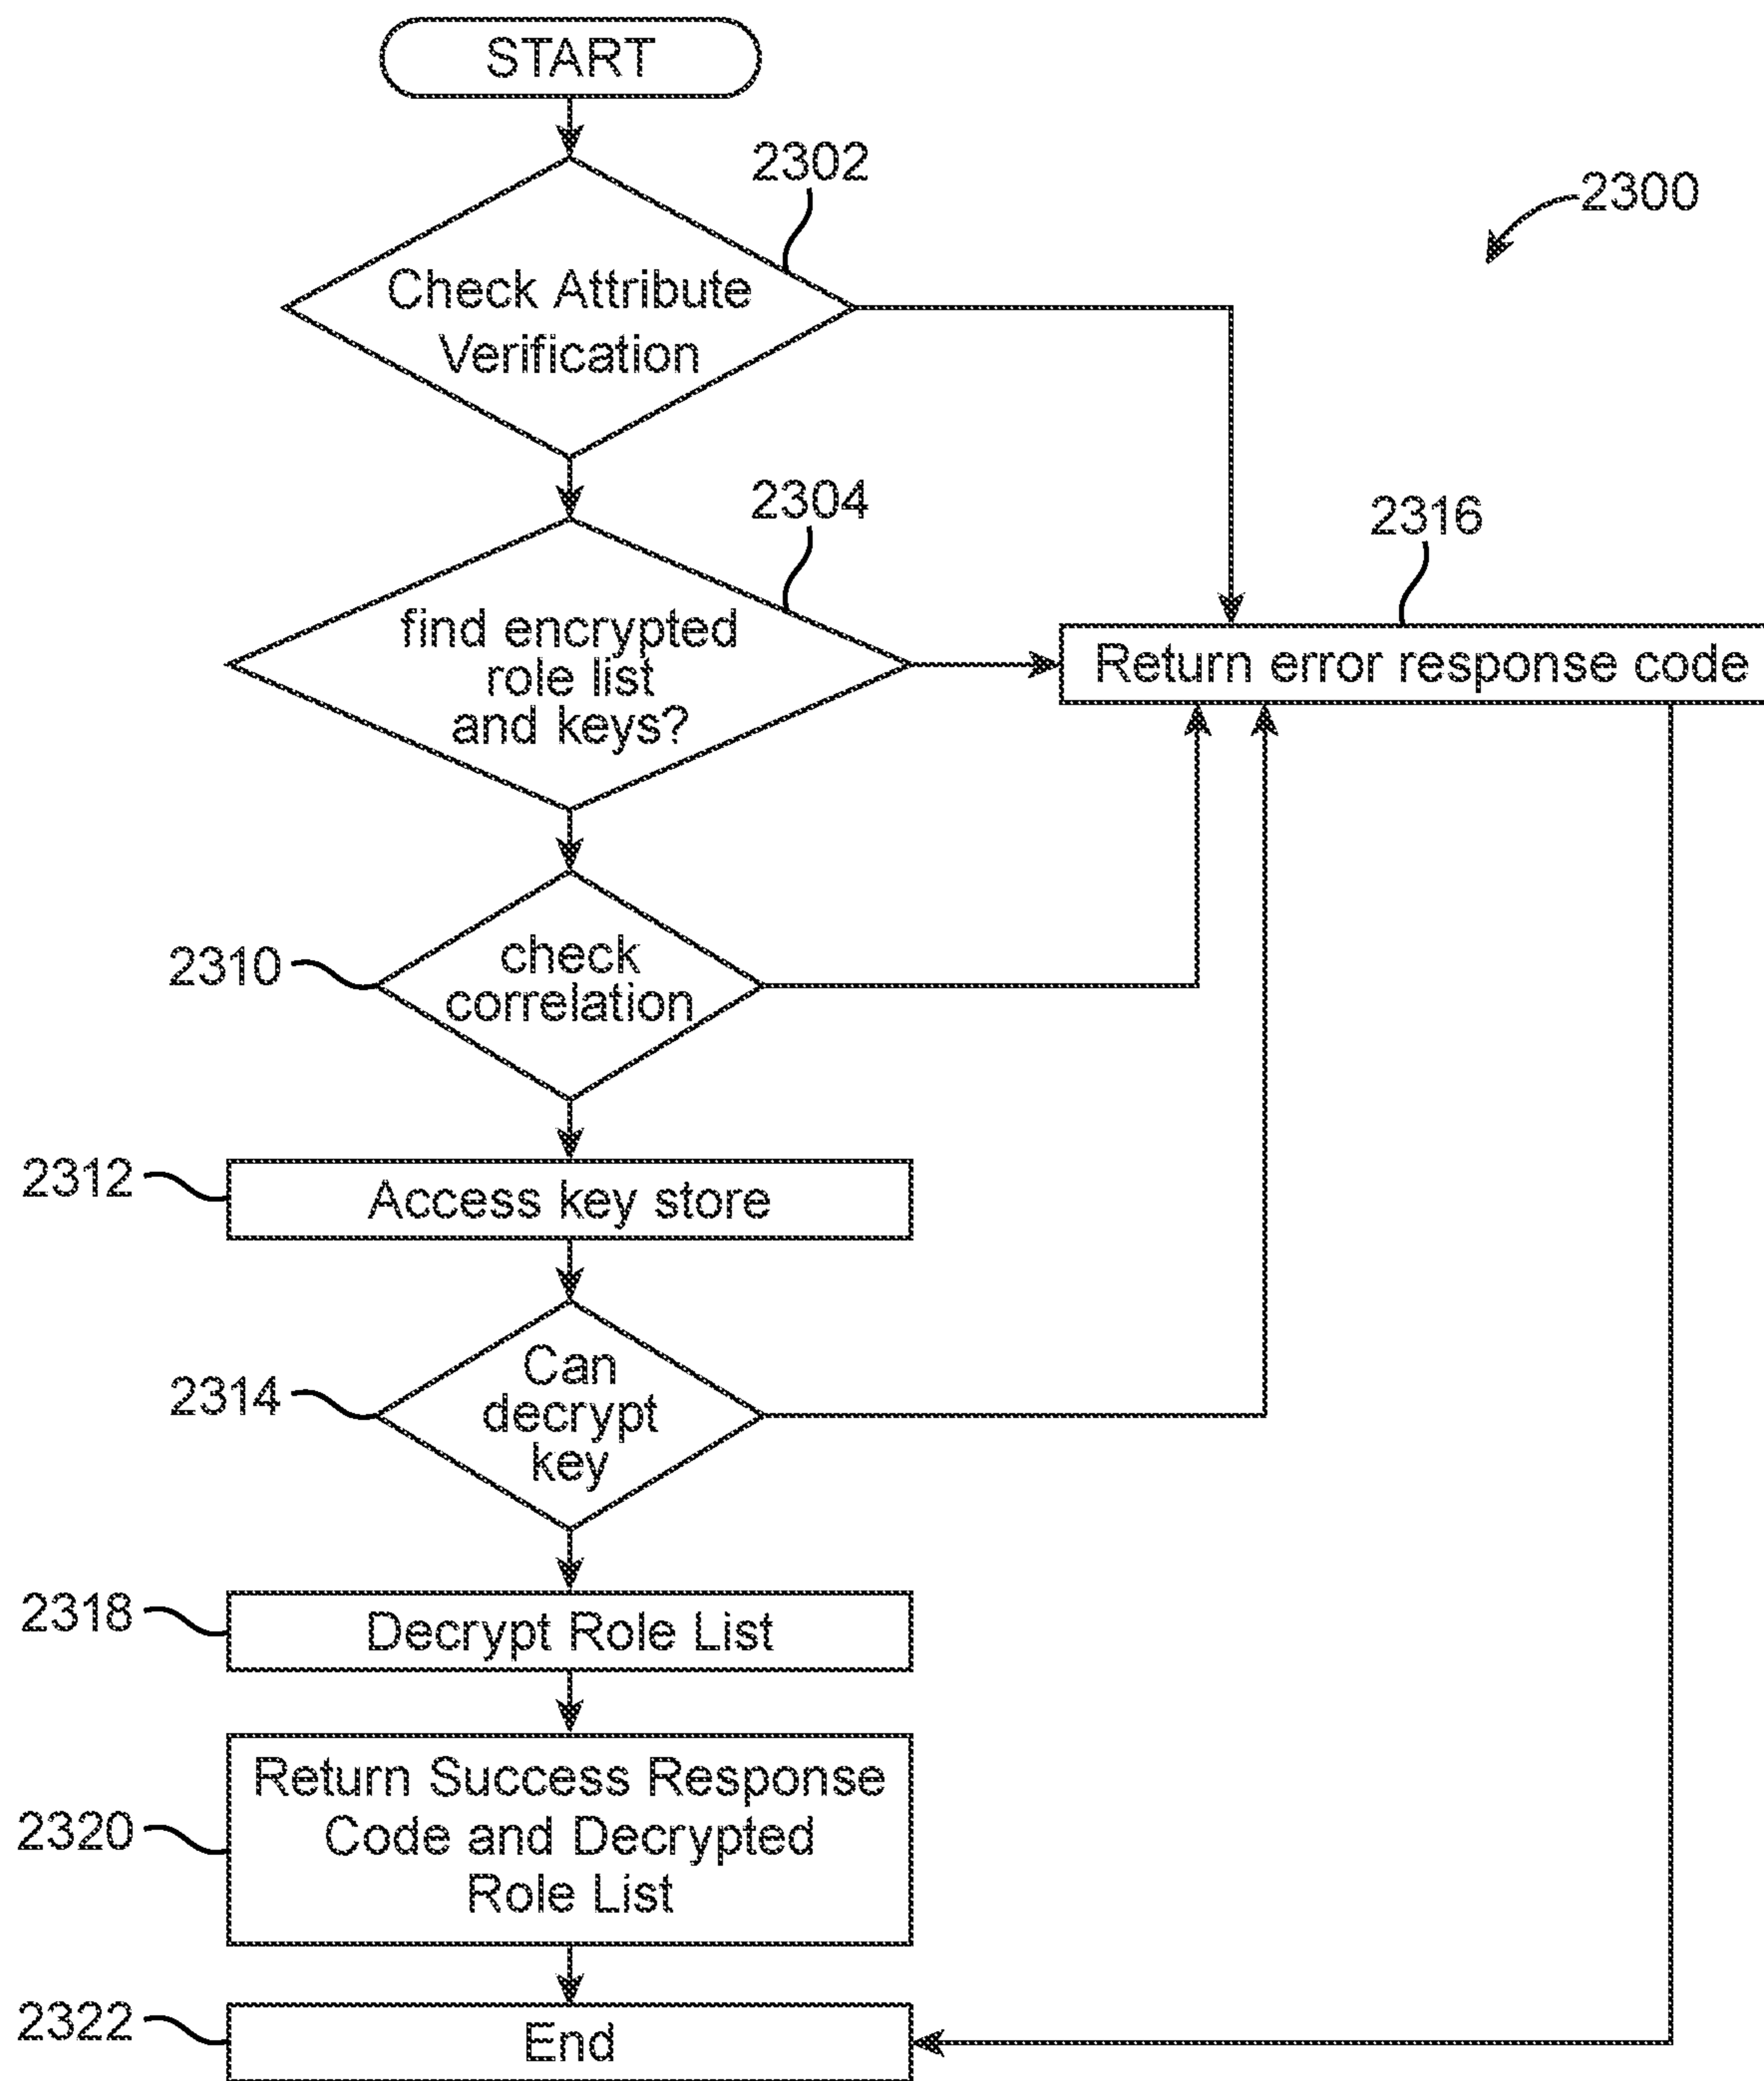 START
2302
2300
Check Attribute
Verification
2304
2316
find encrypted
role list
and keys?
Return error response code
2310
check
correlation
2312
Access key store
2314
Can
decrypt
key
2318
Decrypt Role List
2320
Return Success Response
Code and Decrypted
Role List
2322
End